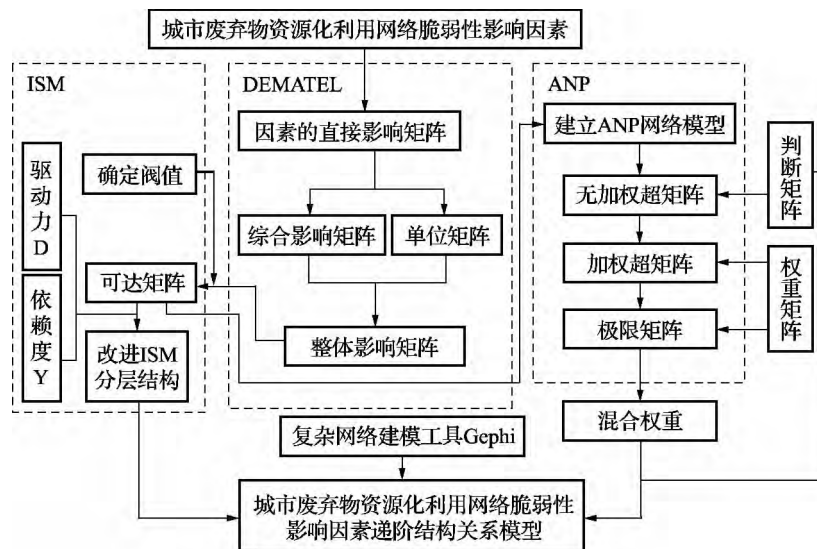 城市废弃物资源化利用网络脆弱性影响因素
ISM
DEMATEL
ANP
驱动力D
确定阀值
因素的直接影响矩阵
建立ANP网络模型
判断矩阵
无加权超矩阵
综合影响矩阵
单位矩阵
加权超矩阵
权重矩阵
依赖度Y
可达矩阵
整体影响矩阵
极限矩阵
改进ISM
分层结构
复杂网络建模工具Gephi
混合权重
城市废弃物资源化利用网络脆弱性
影响因素递阶结构关系模型